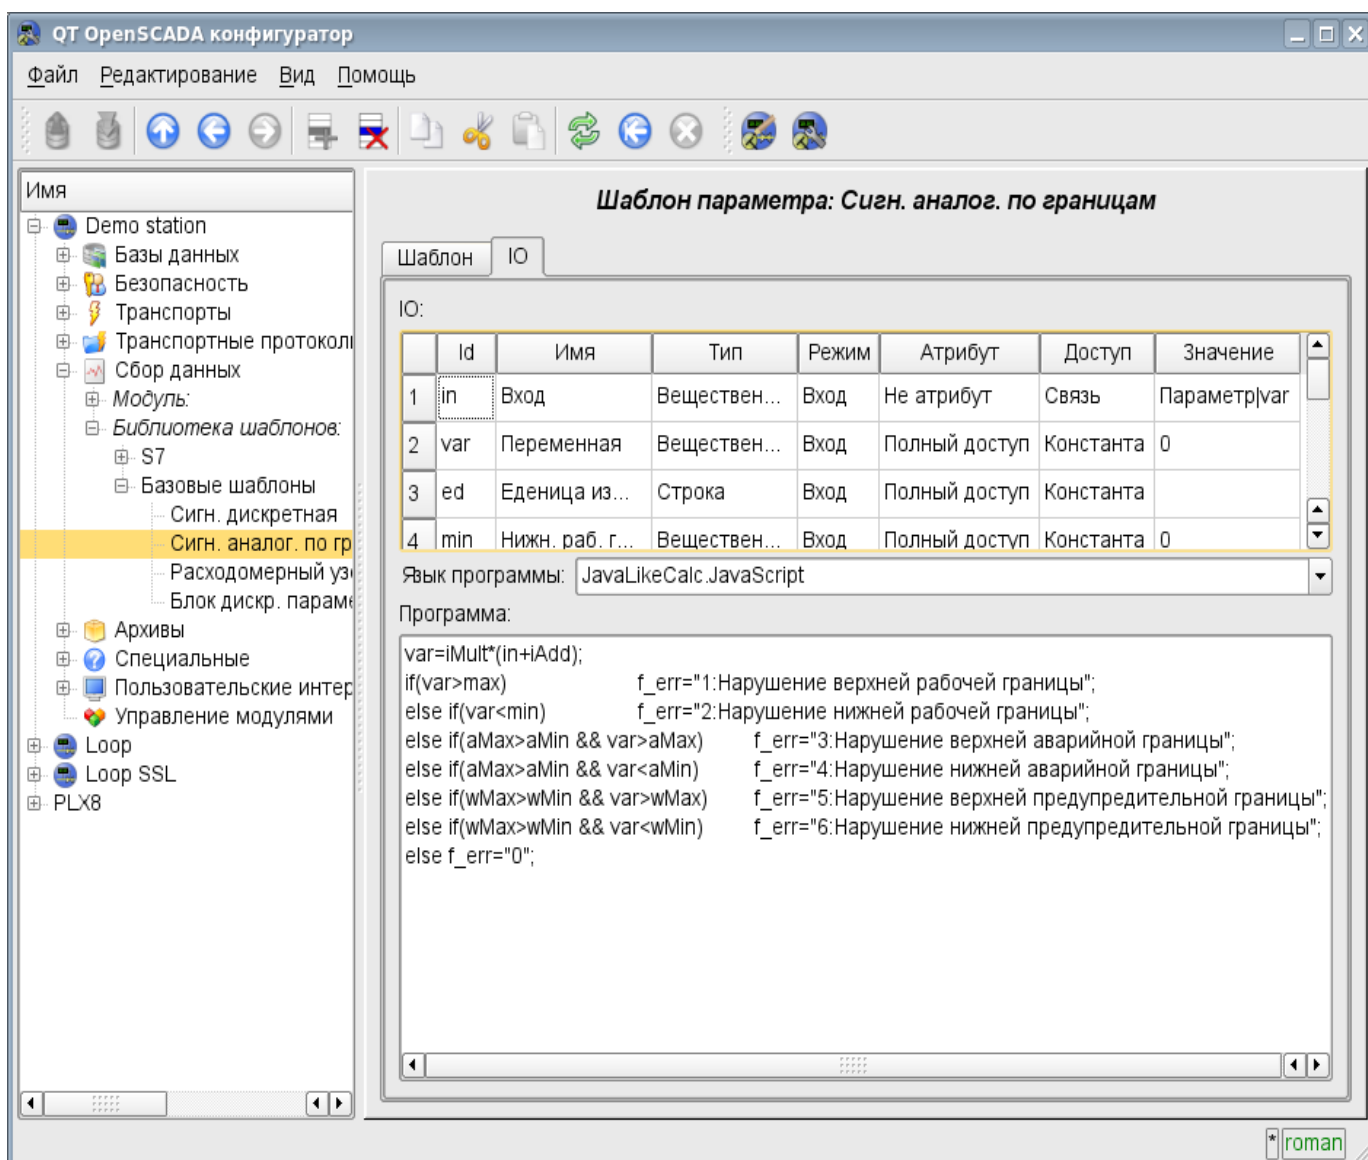 QT OpenSCADA конфигуратор
Файл Редактирование Вид Помощь
Имя
Demo station
Базы данных
Безопасность
Транспорты
Транспортные протокол
Сбор данных
Модуль:
Библиотека шаблонов:
S7
Базовые шаблоны
Сигн. дискретная
Сигн. аналог. по гр
Расходомерный уз
Блок дискр. параме
Архивы
Специальные
Пользовательские интер
Управление модулями
Loop
Loop SSL
PLX8
Шаблон параметра: Сигн. аналог. по границам
Шаблон IO
IO:
Id Имя Тип Режим Атрибут Доступ Значение
1 in Вход Веществен... Вход Не атрибут Связь Параметр|var
2 var Переменная Веществен... Вход Полный доступ Константа 0
3 ed Еденица из... Строка Вход Полный доступ Константа
4 min Нижн. раб. г... Веществен... Вход Полный доступ Константа 0
Язык программы: JavaLikeCalc.JavaScript
Программа:
var=iMult*(in+iAdd);
if(var>max) f_err="1:Нарушение верхней рабочей границы";
else if(var<min) f_err="2:Нарушение нижней рабочей границы";
else if(aMax>aMin && var>aMax) f_err="3:Нарушение верхней аварийной границы";
else if(aMax>aMin && var<aMin) f_err="4:Нарушение нижней аварийной границы";
else if(wMax>wMin && var>wMax) f_err="5:Нарушение верхней предупредительной границы";
else if(wMax>wMin && var<wMin) f_err="6:Нарушение нижней предупредительной границы";
else f_err="0";
* roman